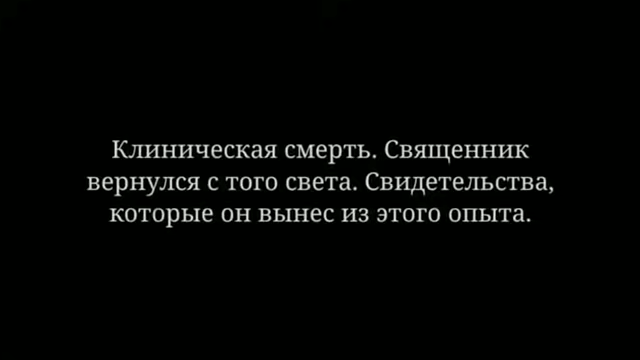 Клиническая смерть. Священник
вернулся с того света. Свидетельства,
которые он вынес из этого опыта.